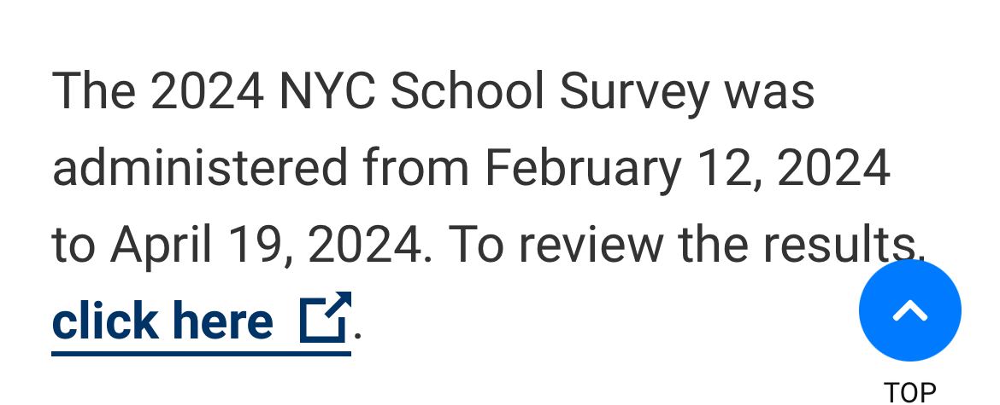 The 2024 NYC School Survey was
administered from February 12, 2024
to April 19, 2024. To review the results,
click here.
TOP